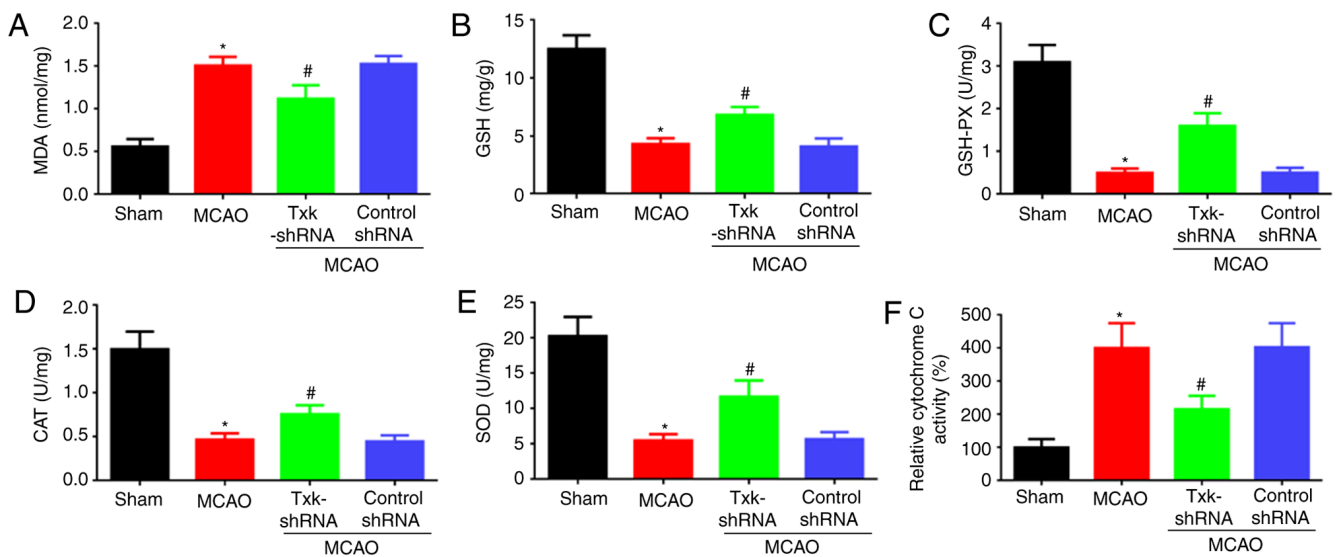 A
MDA (nmol/mg)
2.0
1.5
1.0
0.5
0.0
*
#
Sham
MCAO
Txk
-shRNA
Control
shRNA
MCAO
B
GSH (mg/g)
15
10
5
0
*
#
Sham
MCAO
Txk
-shRNA
Control
shRNA
MCAO
C
GSH-PX (U/mg)
4
3
2
1
0
*
#
Sham
MCAO
Txk-
shRNA
Control
shRNA
MCAO
D
CAT (U/mg)
2.0
1.5
1.0
0.5
0.0
*
#
Sham
MCAO
Txk-
shRNA
Control
shRNA
MCAO
E
SOD (U/mg)
25
20
15
10
5
0
*
#
Sham
MCAO
Txk-
shRNA
Control
shRNA
MCAO
F
Relative cytochrome C
activity (%)
500
400
300
200
100
0
*
#
Sham
MCAO
Txk-
shRNA
Control
shRNA
MCAO